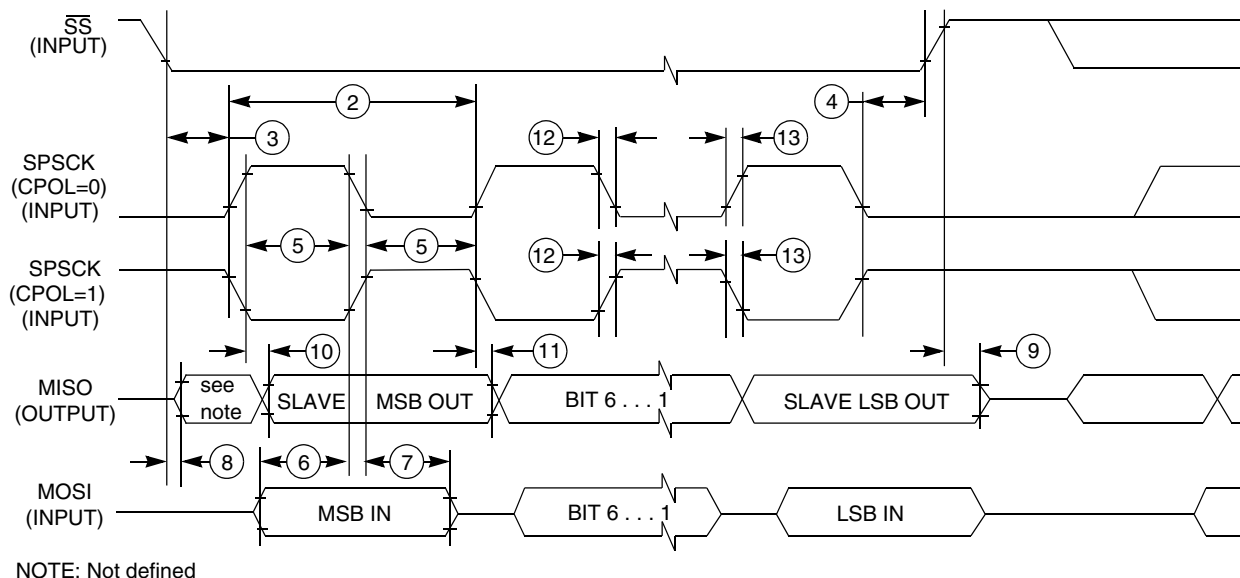 SS
(INPUT)
2
4
3
12
13
SPSCK
(CPOL=0)
(INPUT)
5
5
12
13
SPSCK
(CPOL=1)
(INPUT)
10
11
9
MISO
(OUTPUT)
see
note
SLAVE
MSB OUT
BIT 6 . . . 1
SLAVE LSB OUT
8
6
7
MOSI
(INPUT)
MSB IN
BIT 6 . . . 1
LSB IN
NOTE: Not defined